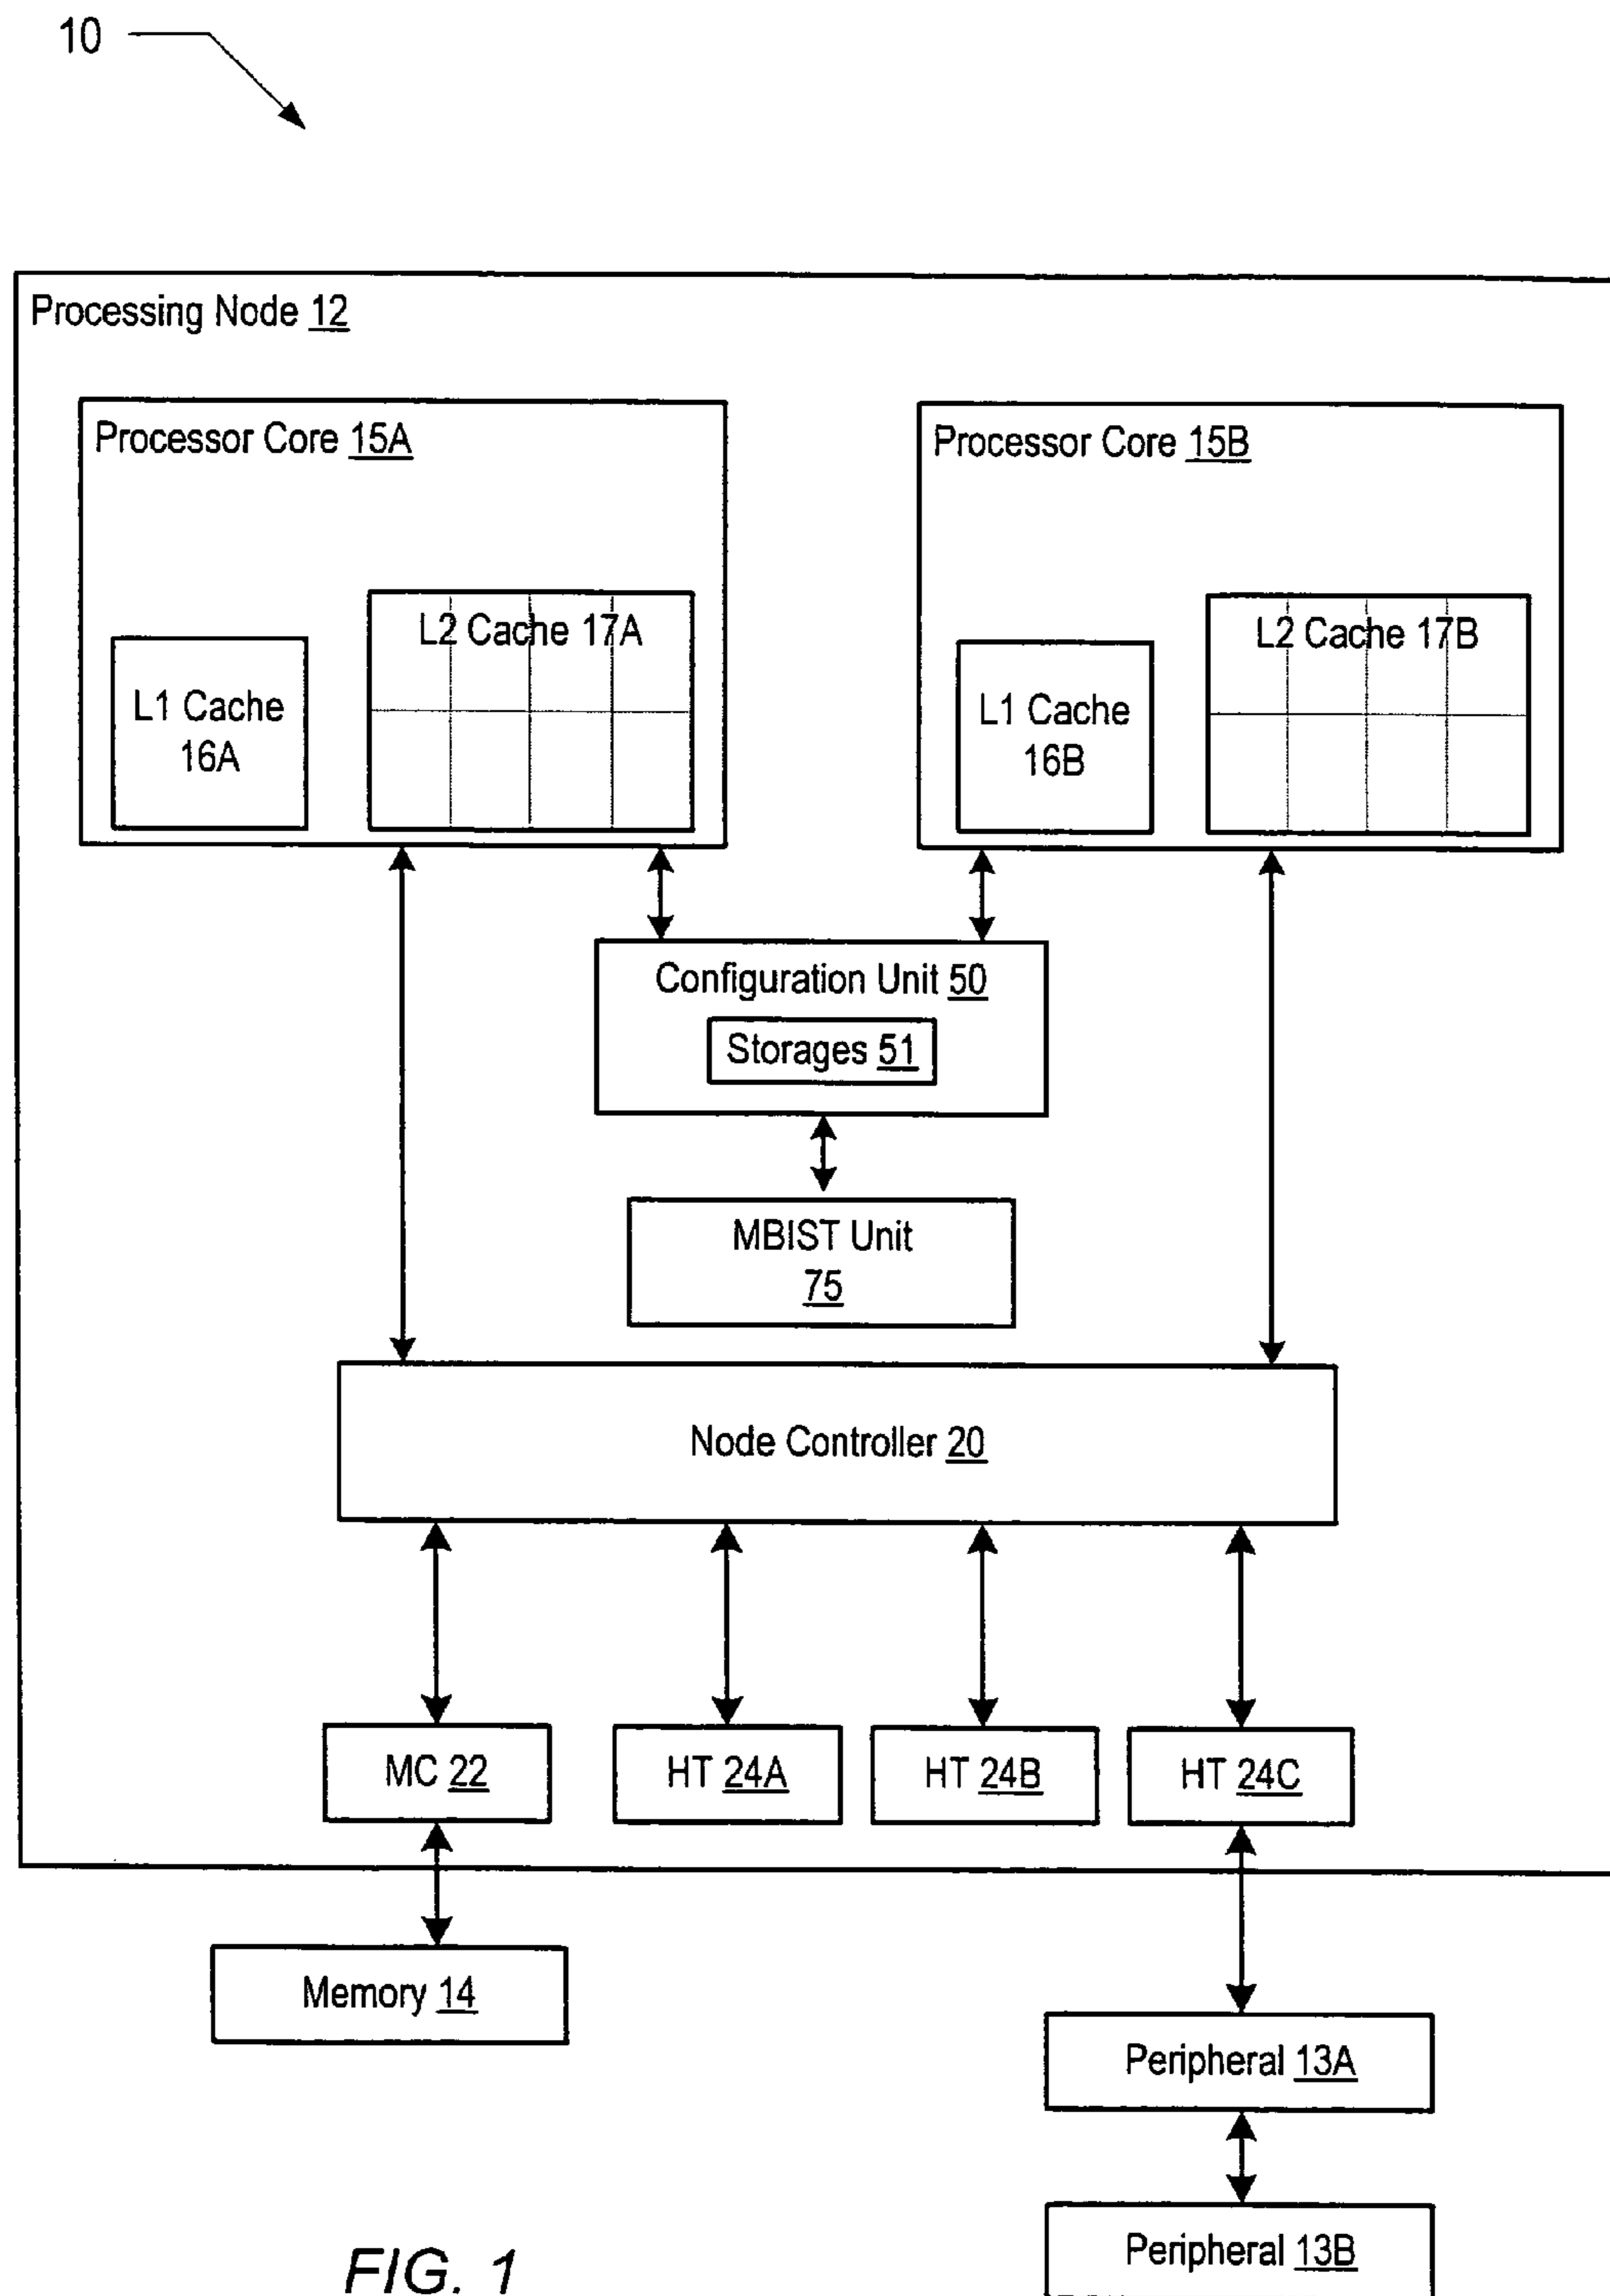 10
Processing Node 12
Processor Core 15A
Processor Core 15B
L2 Cache 17A
L2 Cache 17B
L1 Cache
16A
L1 Cache
16B
Configuration Unit 50
Storages 51
MBIST Unit
75
Node Controller 20
MC 22
HT 24A
HT 24B
HT 24C
Memory 14
Peripheral 13A
Peripheral 13B
FIG. 1